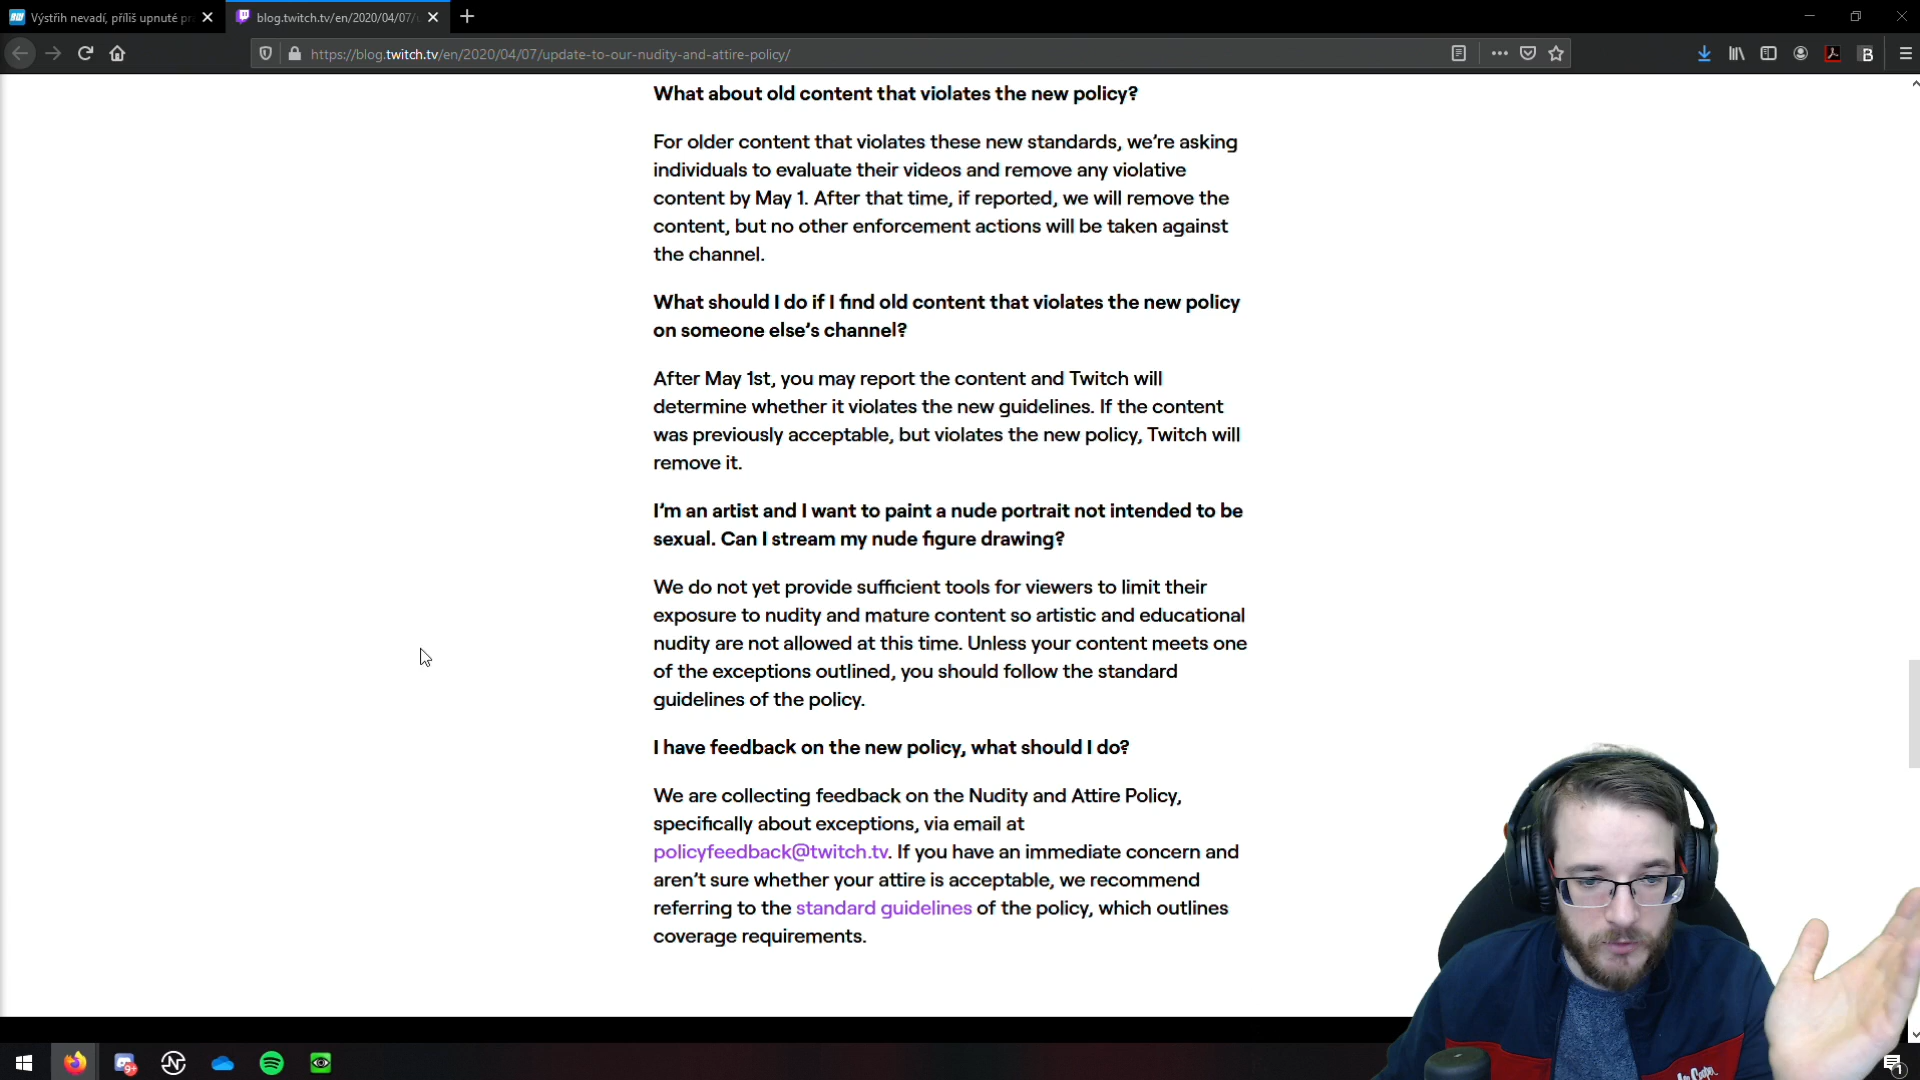 Výstřih nevadí, příliš upnuté pr
blog.twitch.tv/en/2020/04/07/u
https://blog.twitch.tv/en/2020/04/07/update-to-our-nudity-and-attire-policy/
B
What about old content that violates the new policy?
For older content that violates these new standards, we’re asking
individuals to evaluate their videos and remove any violative
content by May 1. After that time, if reported, we will remove the
content, but no other enforcement actions will be taken against
the channel.
What should I do if I find old content that violates the new policy
on someone else’s channel?
After May 1st, you may report the content and Twitch will
determine whether it violates the new guidelines. If the content
was previously acceptable, but violates the new policy, Twitch will
remove it.
I’m an artist and I want to paint a nude portrait not intended to be
sexual. Can I stream my nude figure drawing?
We do not yet provide sufficient tools for viewers to limit their
exposure to nudity and mature content so artistic and educational
nudity are not allowed at this time. Unless your content meets one
of the exceptions outlined, you should follow the standard
guidelines of the policy.
I have feedback on the new policy, what should I do?
We are collecting feedback on the Nudity and Attire Policy,
specifically about exceptions, via email at
policyfeedback@twitch.tv. If you have an immediate concern and
aren’t sure whether your attire is acceptable, we recommend
referring to the standard guidelines of the policy, which outlines
coverage requirements.
9+
1